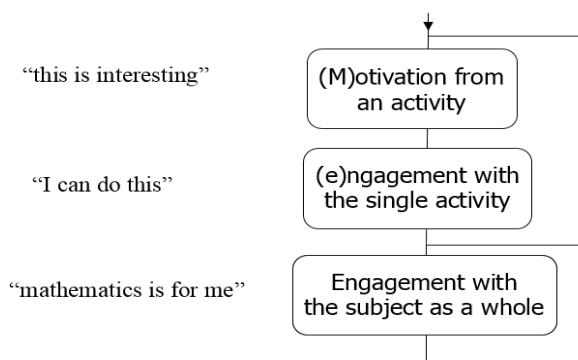 “this is interesting”
(M)otivation from
an activity
“I can do this”
(e)ngagement with
the single activity
“mathematics is for me”
Engagement with
the subject as a whole